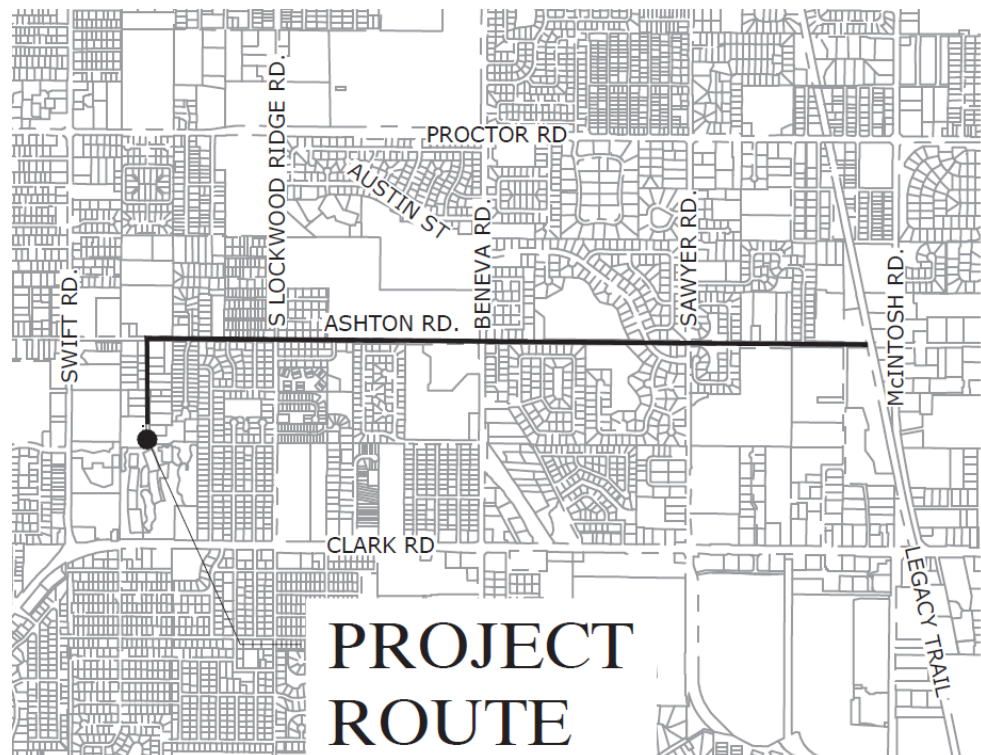 PROCTOR RD
S LOCKWOOD RIDGE RD.
AUSTIN ST
BENEVA RD.
SAWYER RD.
SWIFT RD.
ASHTON RD.
McINTOSH RD.
CLARK RD
LEGACY TRAIL
PROJECT
ROUTE